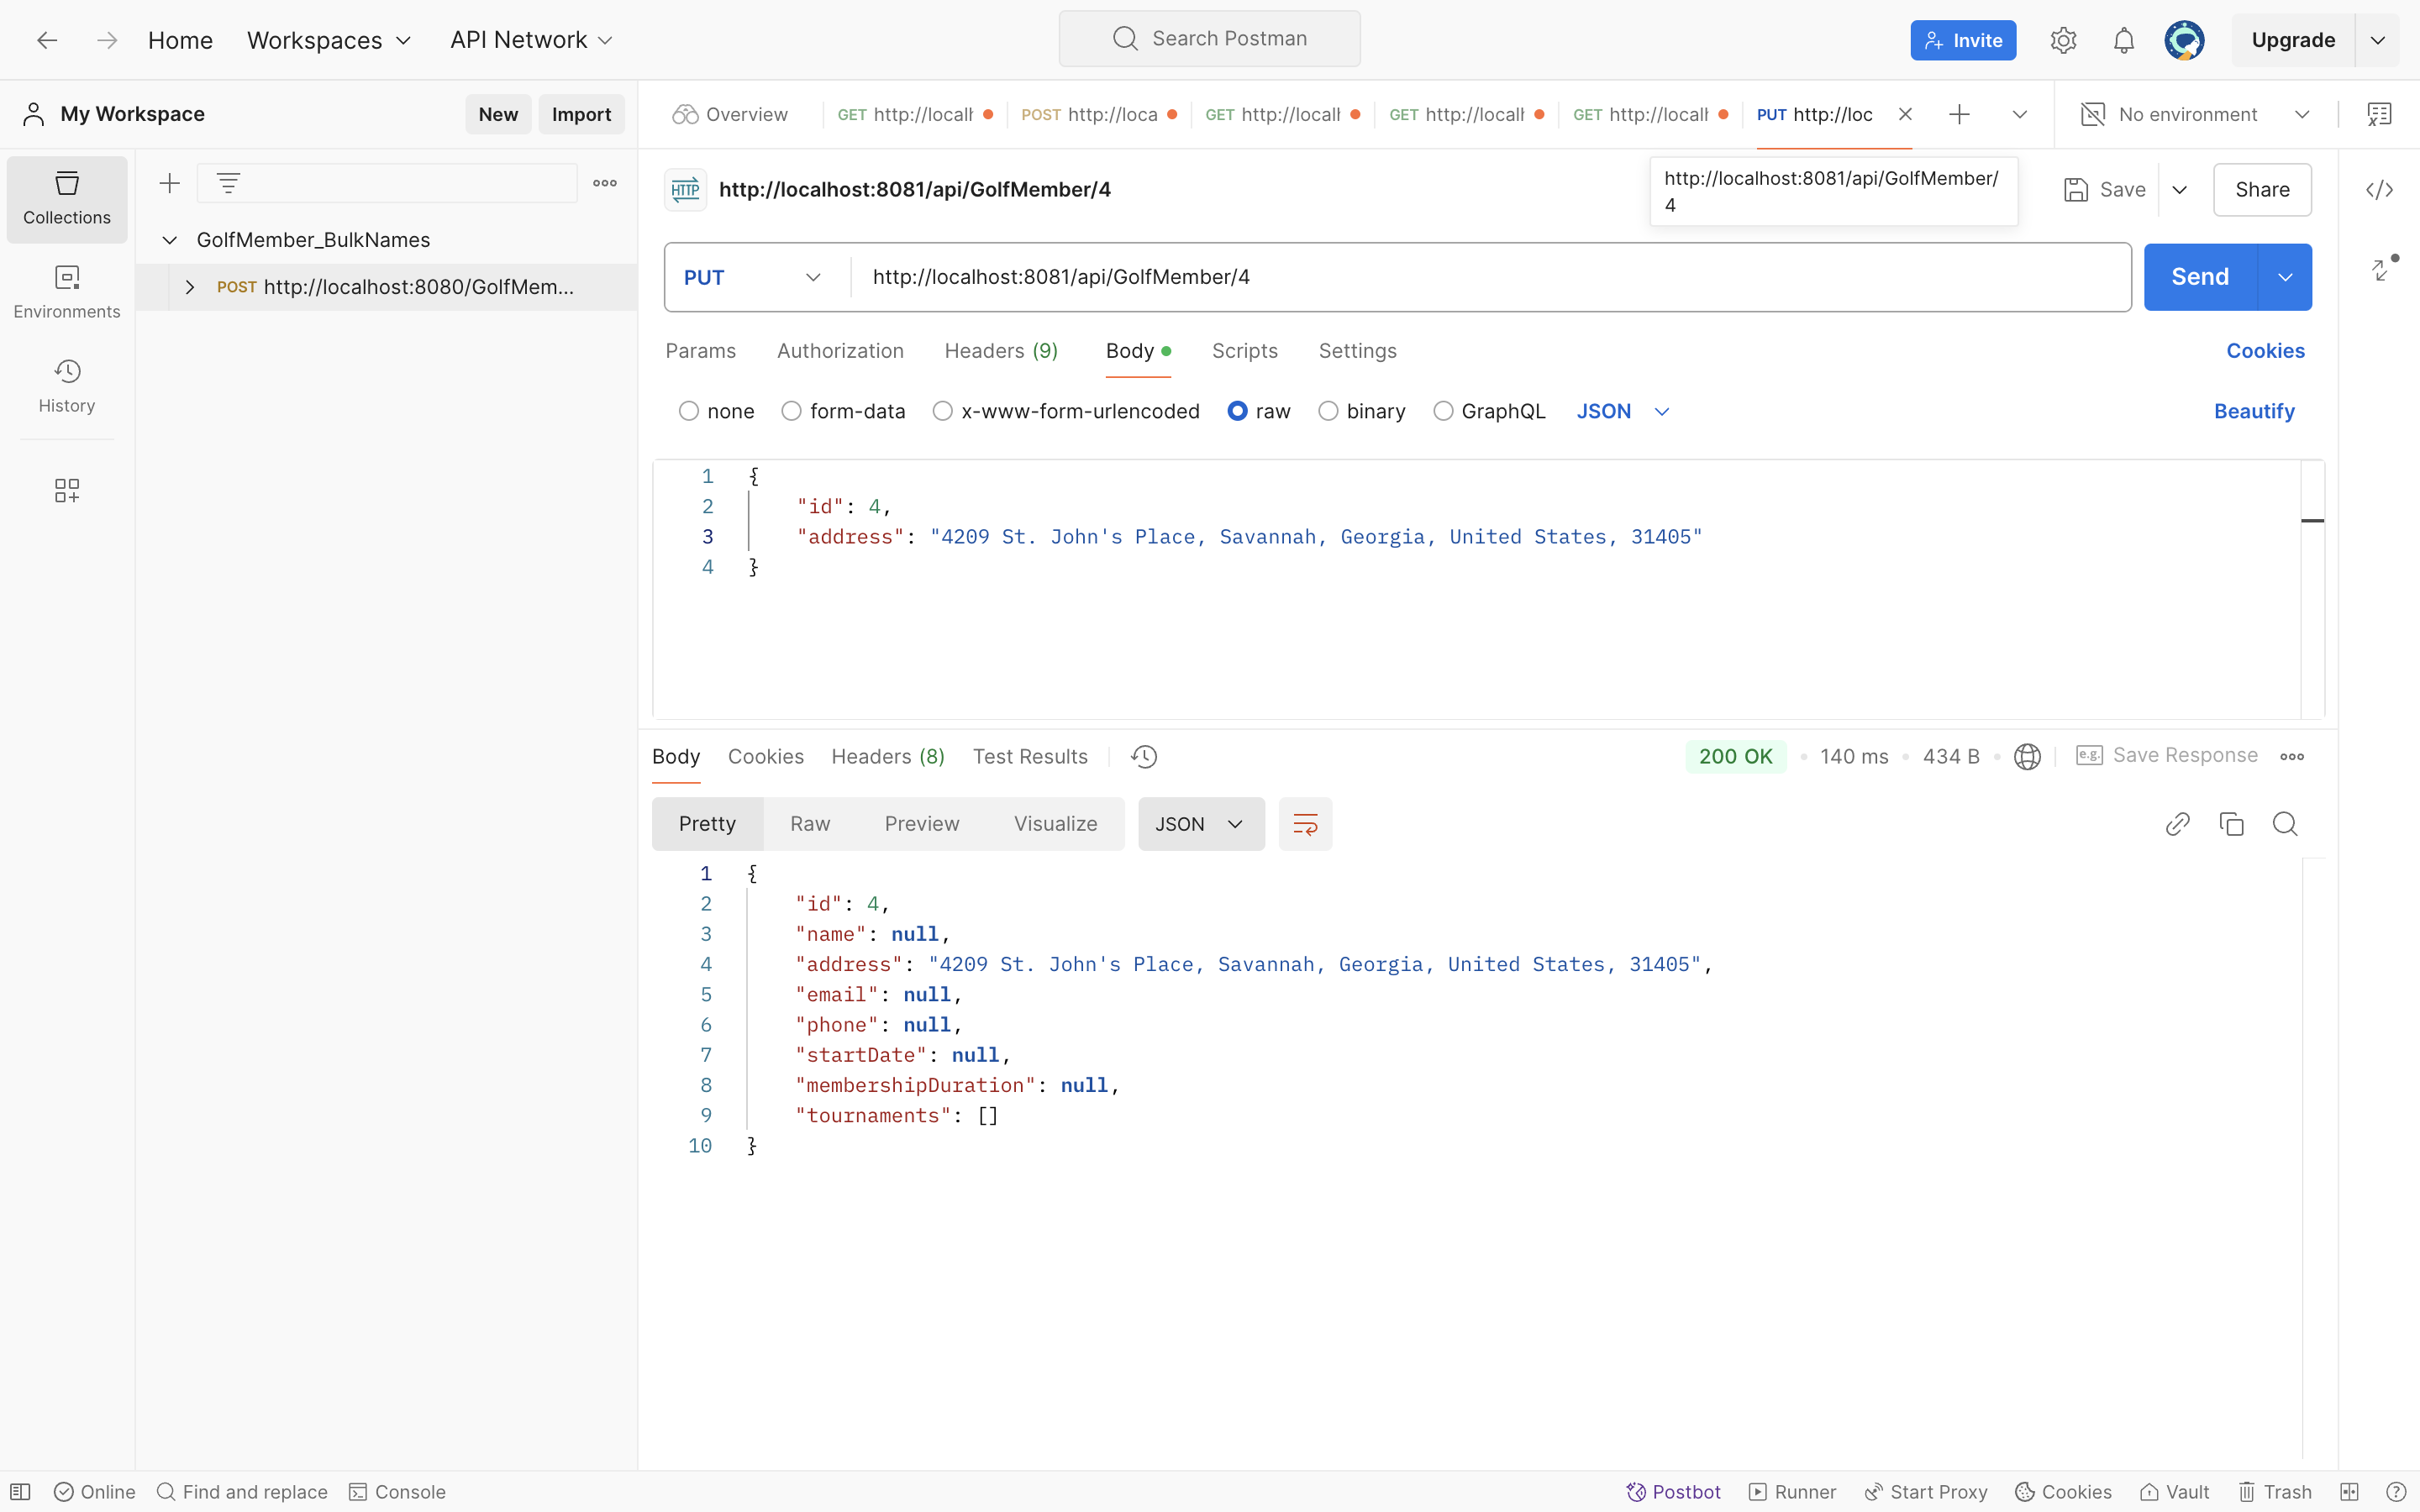 Home
Workspaces
API Network
Search Postman
Invite
Upgrade
My Workspace
New
Import
Overview
GET http://localh
POST http://loca
GET http://localh
GET http://localh
GET http://localh
PUT http://loc
No environment
Collections
Environments
History
GolfMember_BulkNames
POST http://localhost:8080/GolfMem...
HTTP http://localhost:8081/api/GolfMember/4
http://localhost:8081/api/GolfMember/
4
Save
Share
PUT
http://localhost:8081/api/GolfMember/4
Send
Params
Authorization
Headers (9)
Body
Scripts
Settings
Cookies
none
form-data
x-www-form-urlencoded
raw
binary
GraphQL
JSON
Beautify
1 {
2 "id": 4,
3 "address": "4209 St. John's Place, Savannah, Georgia, United States, 31405"
4 }
Body
Cookies
Headers (8)
Test Results
200 OK
140 ms
434 B
e.g. Save Response
Pretty
Raw
Preview
Visualize
JSON
1 {
2 "id": 4,
3 "name": null,
4 "address": "4209 St. John's Place, Savannah, Georgia, United States, 31405",
5 "email": null,
6 "phone": null,
7 "startDate": null,
8 "membershipDuration": null,
9 "tournaments": []
10 }
Online
Find and replace
Console
Postbot
Runner
Start Proxy
Cookies
Vault
Trash